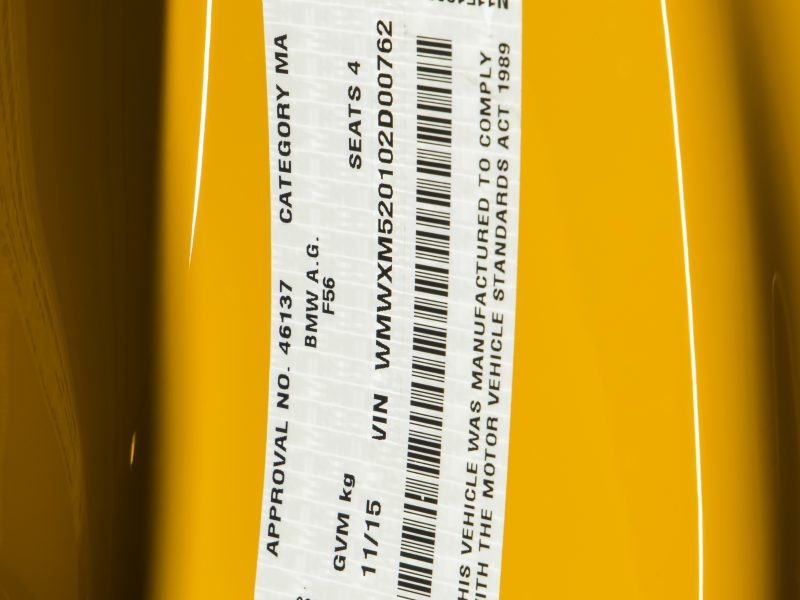 APPROVAL NO. 46137 CATEGORY MA
BMW A.G.
F56
GVM kg SEATS 4
11/15 VIN WMWXM520102D00762
HIS VEHICLE WAS MANUFACTURED TO COMPLY
ITH THE MOTOR VEHICLE STANDARDS ACT 1989